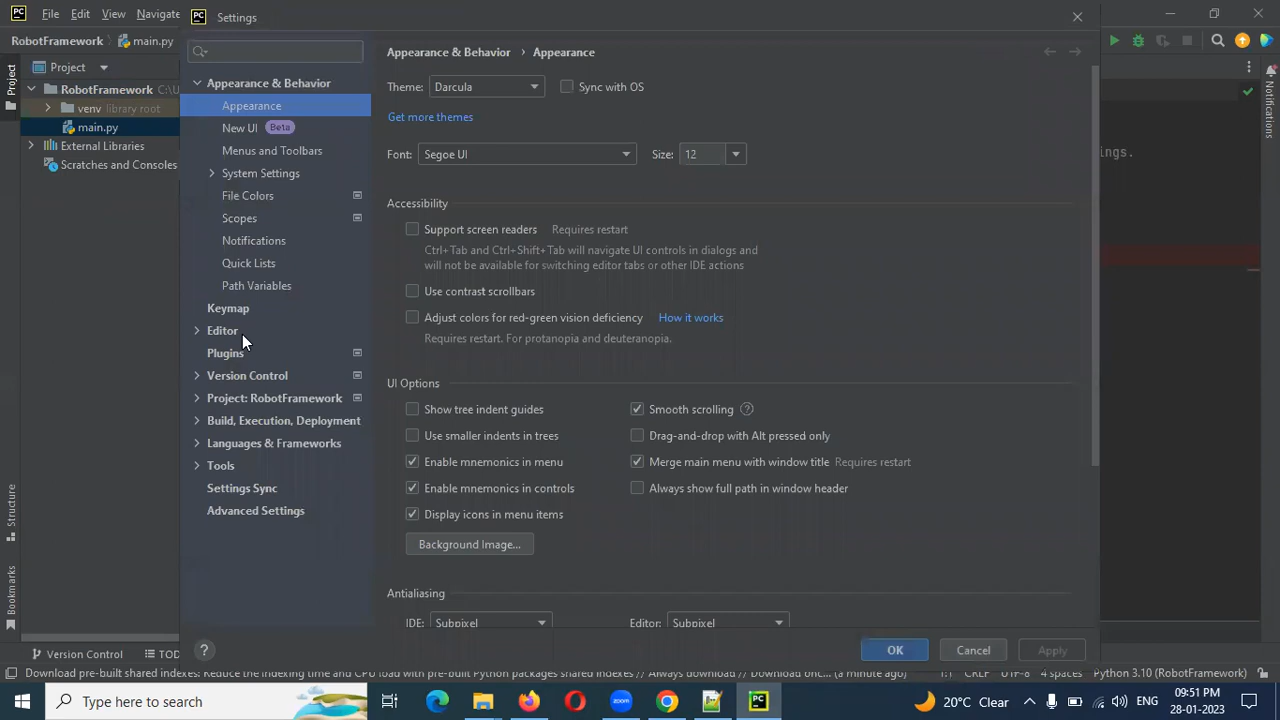 PC File Edit View Navigate
PC Settings
RobotFramework main.py
Project
RobotFramework C:\U
venv library root
main.py
External Libraries
Scratches and Consoles
Project
Structure
Bookmarks
Appearance & Behavior
Appearance
New UI Beta
Menus and Toolbars
System Settings
File Colors
Scopes
Notifications
Quick Lists
Path Variables
Keymap
Editor
Plugins
Version Control
Project: RobotFramework
Build, Execution, Deployment
Languages & Frameworks
Tools
Settings Sync
Advanced Settings
?
Appearance & Behavior › Appearance
Theme: Darcula Sync with OS
Get more themes
Font: Segoe UI Size: 12
Accessibility
Support screen readers Requires restart
Ctrl+Tab and Ctrl+Shift+Tab will navigate UI controls in dialogs and
will not be available for switching editor tabs or other IDE actions
Use contrast scrollbars
Adjust colors for red-green vision deficiency How it works
Requires restart. For protanopia and deuteranopia.
UI Options
Show tree indent guides Smooth scrolling ?
Use smaller indents in trees Drag-and-drop with Alt pressed only
Enable mnemonics in menu Merge main menu with window title Requires restart
Enable mnemonics in controls Always show full path in window header
Display icons in menu items
Background Image...
Antialiasing
IDE: Subpixel Editor: Subpixel
OK Cancel Apply
ings.
Notifications
Version Control TOD
Download pre-built shared indexes: Reduce the indexing time and CPU load with pre-built Python packages shared indexes // Always download // Download onc... (a minute ago) CRLF UTF-8 4 spaces Python 3.10 (RobotFramework)
Type here to search
zoom
PC
20°C Clear
ENG
09:51 PM
28-01-2023